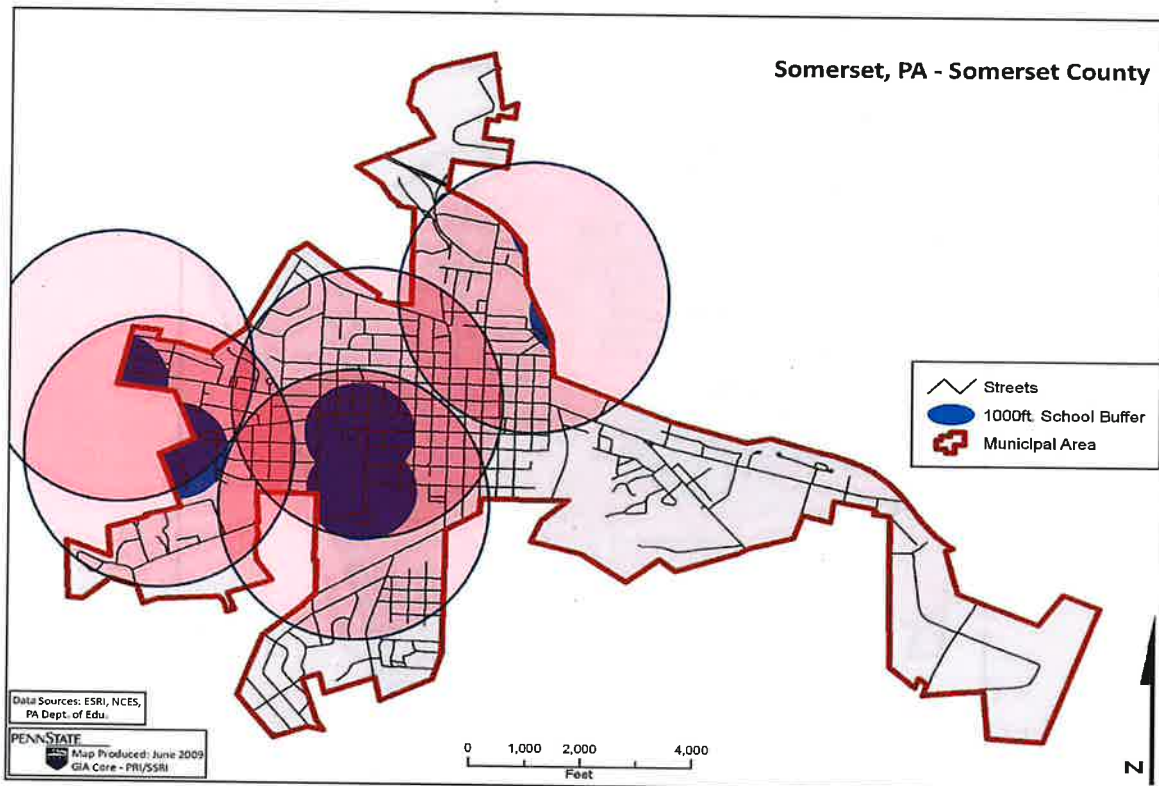 Somerset, PA - Somerset County
Streets
1000ft. School Buffer
Municipal Area
Data Sources: ESRI, NCES,
PA Dept. of Edu.
PENNSTATE
Map Produced: June 2009
GIA Core - PRI/SSRI
0 1,000 2,000 4,000
Feet
N